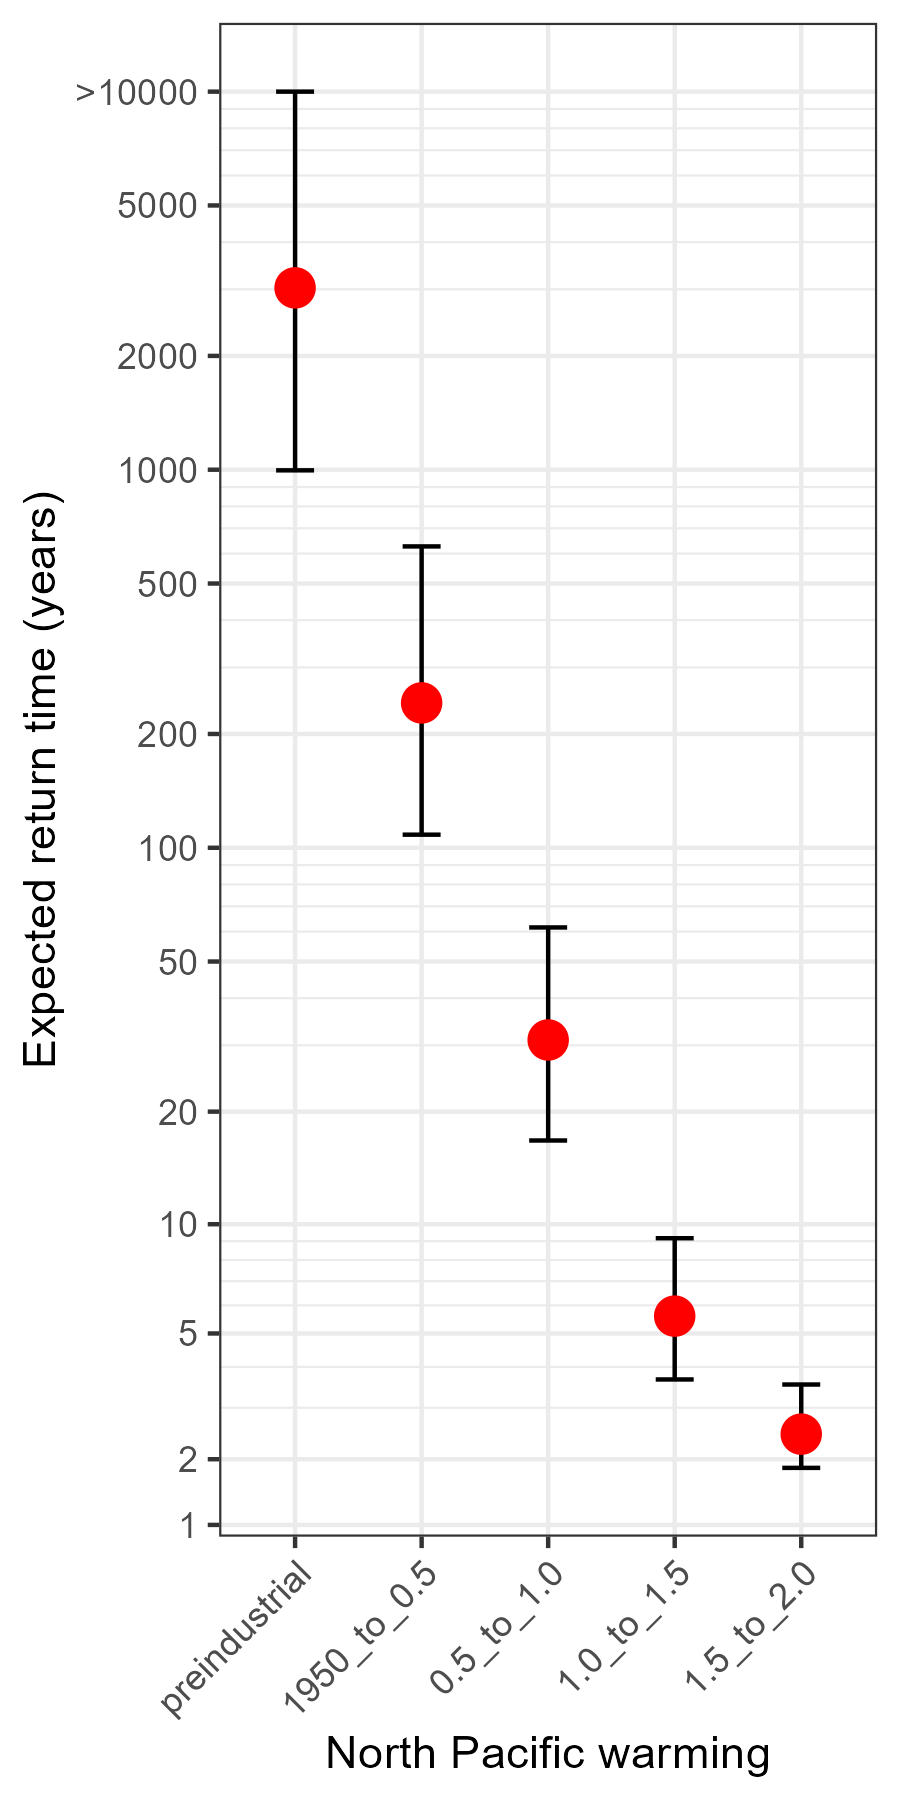 >10000
5000
2000
1000
500
200
100
50
20
10
5
2
1
Expected return time (years)
preindustrial
1950_to_0.5
0.5_to_1.0
1.0_to_1.5
1.5_to_2.0
North Pacific warming